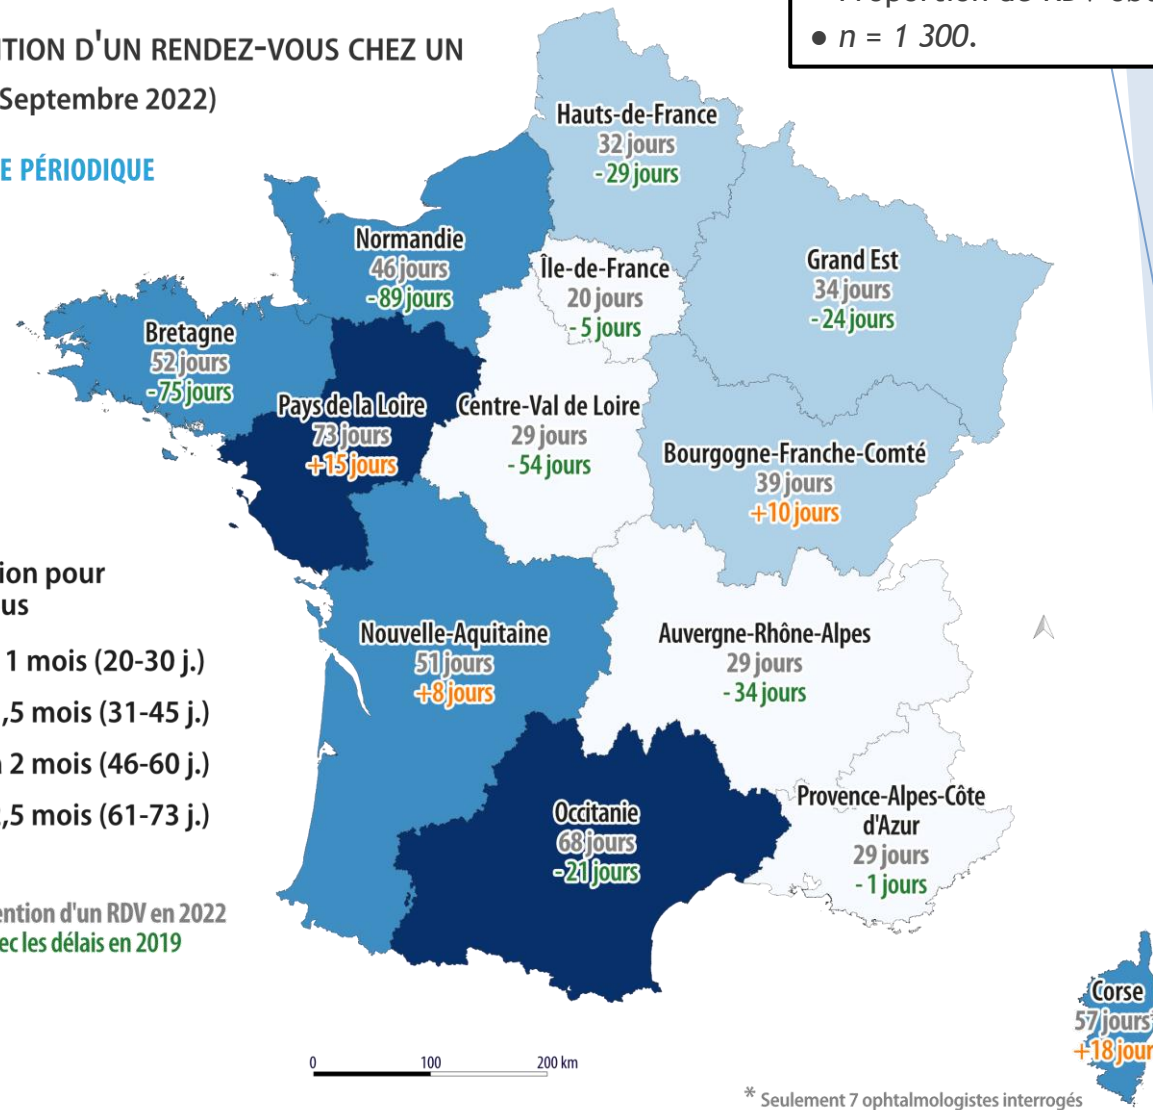 TION D'UN RENDEZ-VOUS CHEZ UN
Septembre 2022)
E PÉRIODIQUE
● n = 1 300.
Hauts-de-France
32 jours
- 29 jours
Normandie
46 jours
- 89 jours
Île-de-France
20 jours
- 5 jours
Grand Est
34 jours
- 24 jours
Bretagne
52 jours
- 75 jours
Pays de la Loire
73 jours
+15 jours
Centre-Val de Loire
29 jours
- 54 jours
Bourgogne-Franche-Comté
39 jours
+10 jours
Nouvelle-Aquitaine
51 jours
+8 jours
Auvergne-Rhône-Alpes
29 jours
- 34 jours
Occitanie
68 jours
- 21 jours
Provence-Alpes-Côte
d'Azur
29 jours
- 1 jours
Corse
57 jours*
+18 jour
ion pour
us
1 mois (20-30 j.)
,5 mois (31-45 j.)
à 2 mois (46-60 j.)
2,5 mois (61-73 j.)
ention d'un RDV en 2022
ec les délais en 2019
0 100 200 km
* Seulement 7 ophtalmologistes interrogés